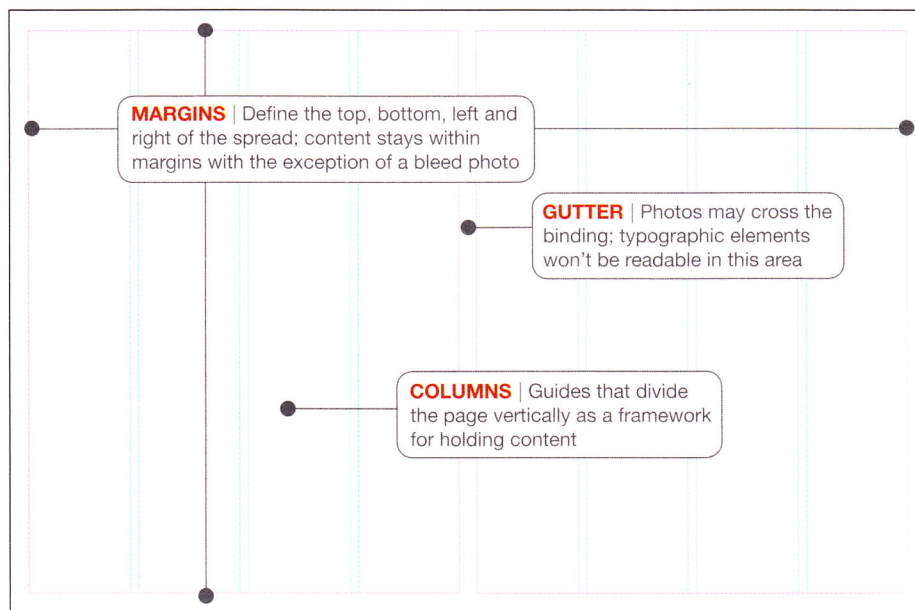 MARGINS | Define the top, bottom, left and
right of the spread; content stays within
margins with the exception of a bleed photo
GUTTER | Photos may cross the
binding; typographic elements
won't be readable in this area
COLUMNS | Guides that divide
the page vertically as a framework
for holding content